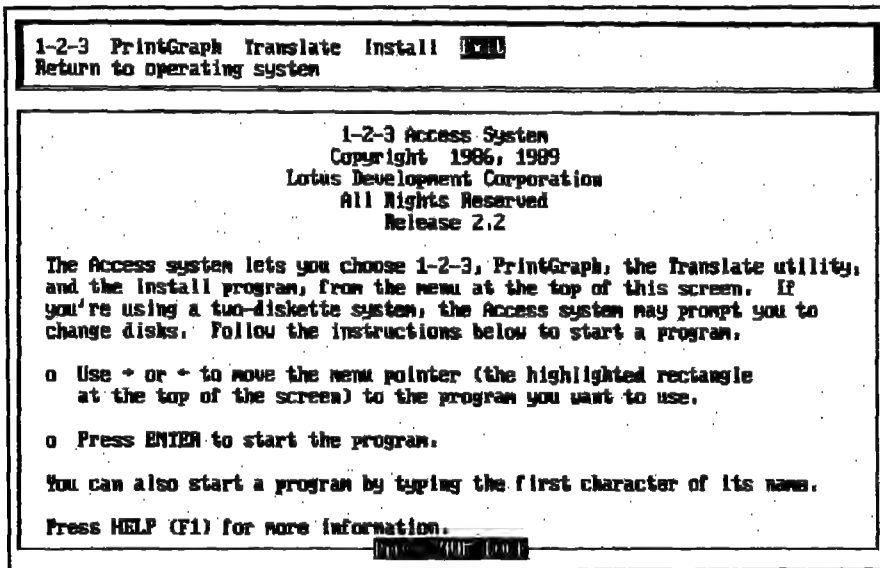 1-2-3 PrintGraph Translate Install Exit
Return to operating system
1-2-3 Access System
Copyright 1986, 1989
Lotus Development Corporation
All Rights Reserved
Release 2.2
The Access system lets you choose 1-2-3, PrintGraph, the Translate utility,
and the Install program, from the menu at the top of this screen. If
you're using a two-diskette system, the Access system may prompt you to
change disks. Follow the instructions below to start a program.
o Use → or ← to move the menu pointer (the highlighted rectangle
at the top of the screen) to the program you want to use.
o Press ENTER to start the program.
You can also start a program by typing the first character of its name.
Press HELP (F1) for more information.